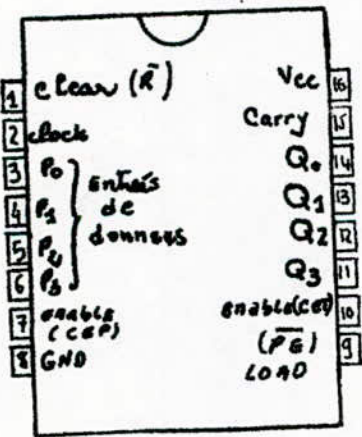 1 Clear (R̄)
2 clock
3 P0
4 P1
5 P2
6 P3
Entrées
de
données
7 enable
(CEP)
8 GND
Vcc 16
Carry 15
Q0 14
Q1 13
Q2 12
Q3 11
enable(CET) 10
(P̅E̅) 9
LOAD